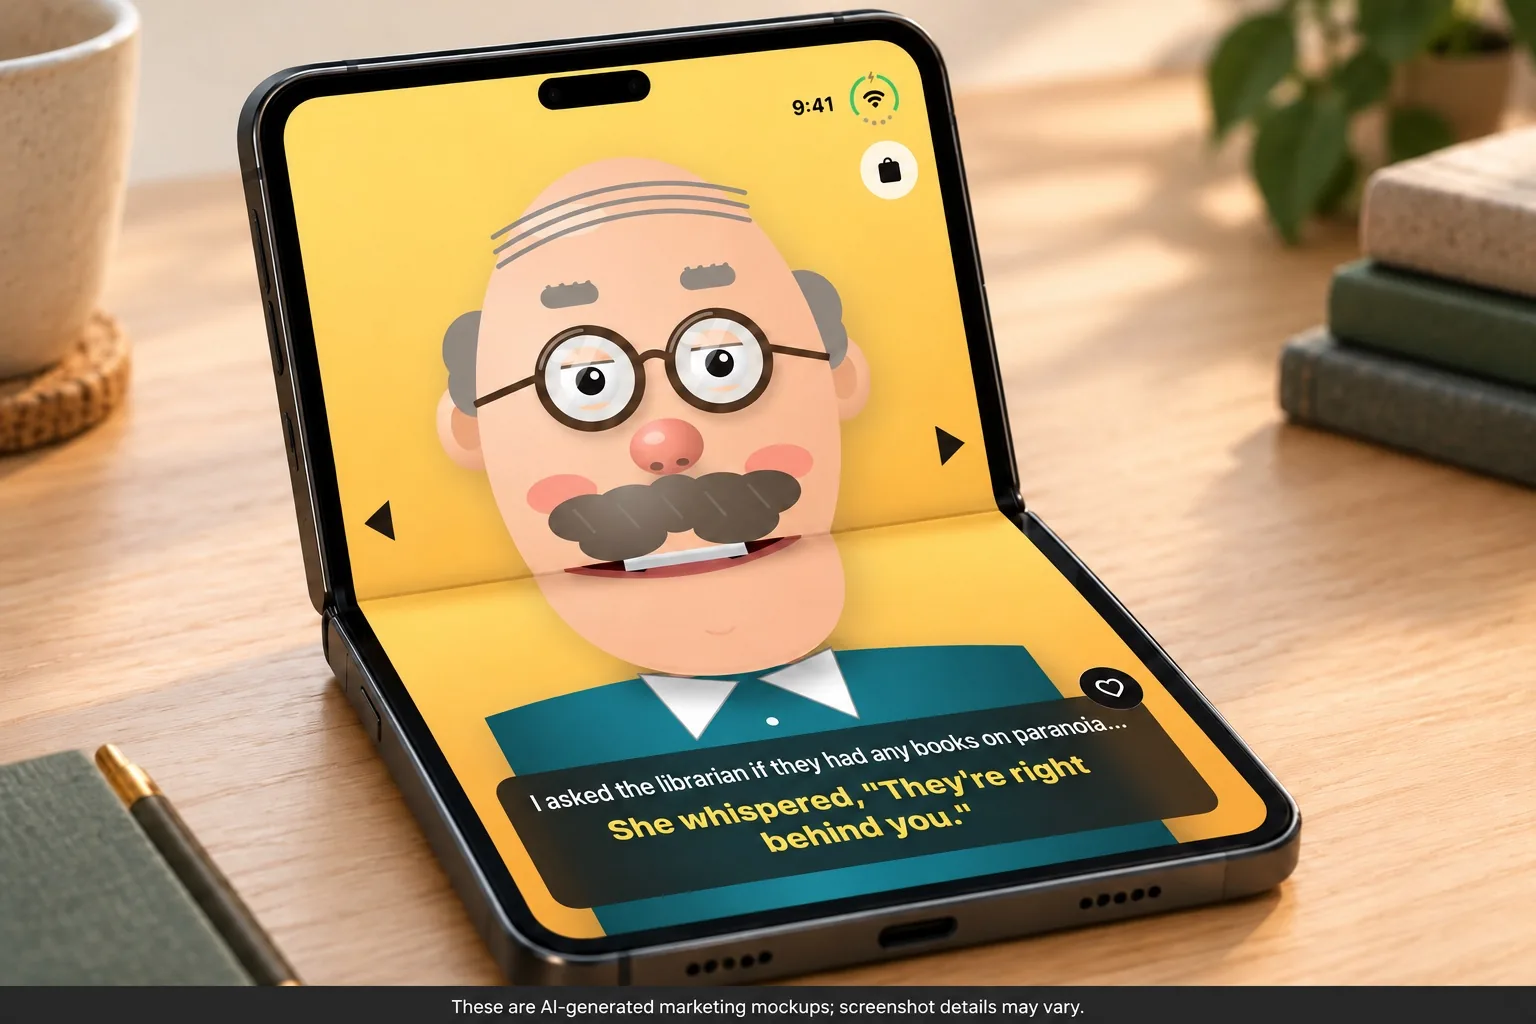 9:41
I asked the librarian if they had any books on paranoia...
She whispered, "They're right
behind you."
These are AI-generated marketing mockups; screenshot details may vary.